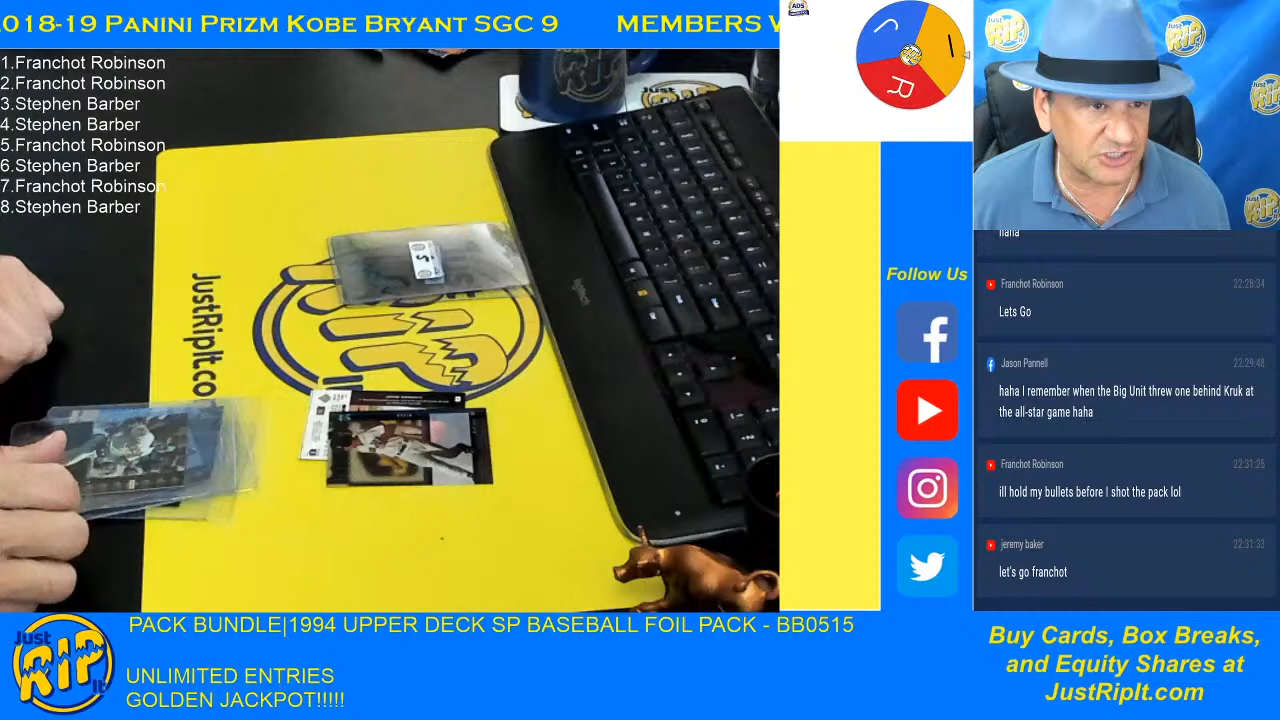 2018-19 PANINI PRIZM KOBE BRYANT SGC 9 MEMBERS
1.Franchot Robinson
2.Franchot Robinson
3.Stephen Barber
4.Stephen Barber
5.Franchot Robinson
6.Stephen Barber
7.Franchot Robinson
8.Stephen Barber
ADS
J
I
R
JustRipIt.co
5
Just
RIP
It
Follow Us
haha
Franchot Robinson 22:28:34
Lets Go
Jason Pannell 22:29:48
haha I remember when the Big Unit threw one behind Kruk at
the all-star game haha
Franchot Robinson 22:31:25
ill hold my bullets before I shot the pack lol
jeremy baker 22:31:33
let's go franchot
PACK BUNDLE|1994 UPPER DECK SP BASEBALL FOIL PACK - BB0515
UNLIMITED ENTRIES
GOLDEN JACKPOT!!!!!
Buy Cards, Box Breaks,
and Equity Shares at
JustRipIt.com